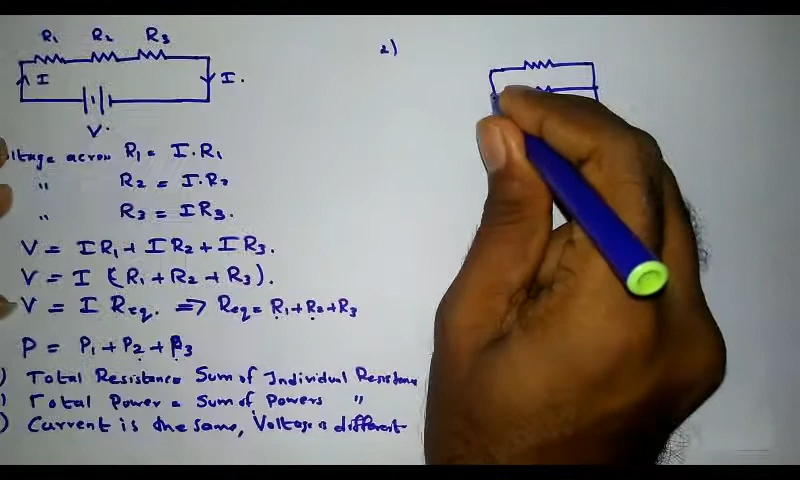 R1 R2 R3
I I.
V.
ltage across R1 = I.R1
" R2 = I.R2
" R3 = IR3.
V = IR1 + IR2 + IR3.
V = I (R1 + R2 + R3).
V = I Req. => Req = R1 + R2 + R3
P = P1 + P2 + P3
) Total Resistance = Sum of Individual Resistance
) Total Power = Sum of Powers "
) Current is the same, Voltage is different
2)